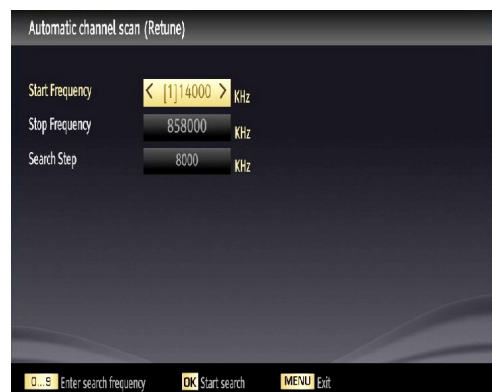 Automatic channel scan (Retune)
Start Frequency < [1]14000 > KHz
Stop Frequency 858000 KHz
Search Step 8000 KHz
0...9 Enter search frequency OK Start search MENU Exit